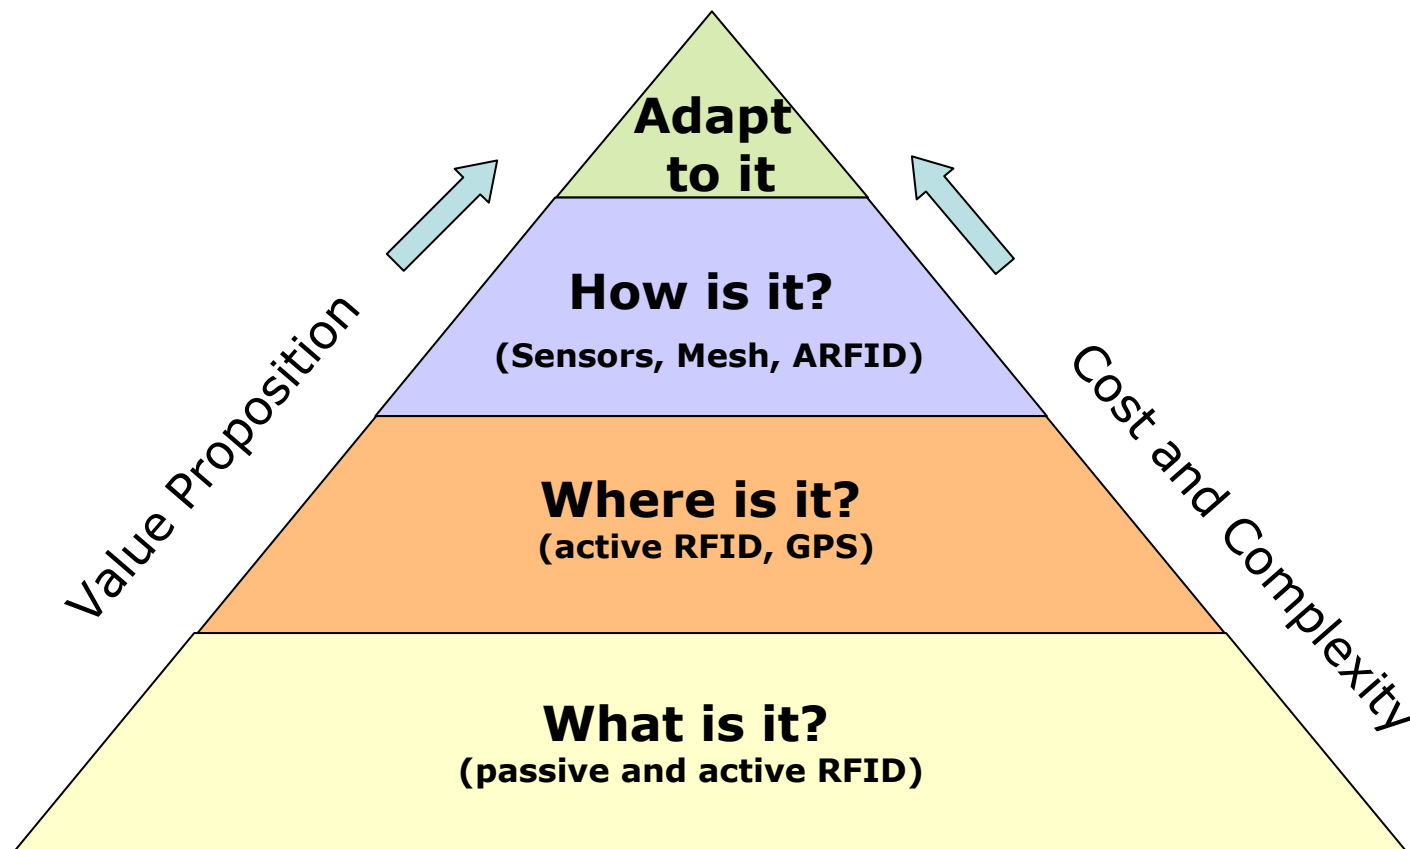 Adapt
to it
How is it?
(Sensors, Mesh, ARFID)
Where is it?
(active RFID, GPS)
What is it?
(passive and active RFID)
Value Proposition
Cost and Complexity